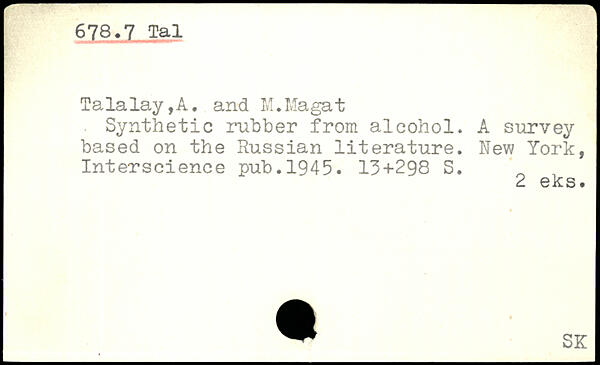 678.7 Tal
Talalay,A. and M.Magat
Synthetic rubber from alcohol. A survey
based on the Russian literature. New York,
Interscience pub.1945. 13+298 S.
2 eks.
SK